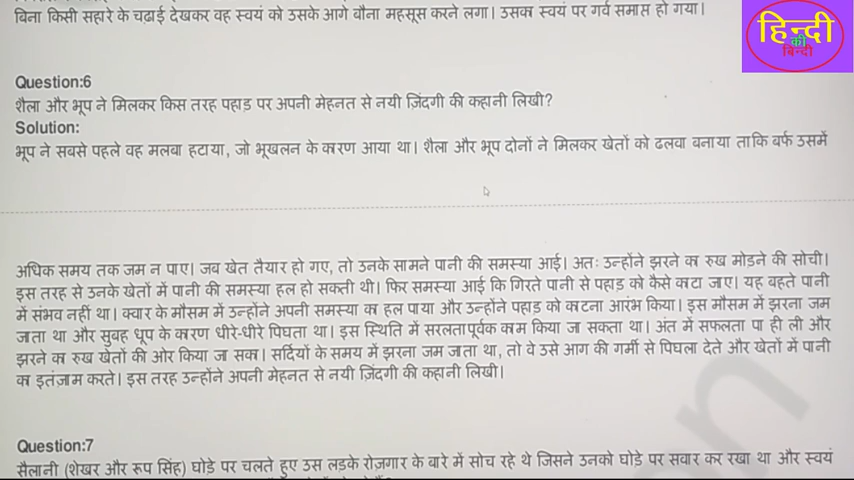 बिना किसी सहारे के चढ़ाई देखकर वह स्वयं को उसके आगे बौना महसूस करने लगा। उसका स्वयं पर गर्व समाप्त हो गया।
हिन्दी
की
बिन्दी
Question:6
शैला और भूप ने मिलकर किस तरह पहाड़ पर अपनी मेहनत से नयी ज़िंदगी की कहानी लिखी?
Solution:
भूप ने सबसे पहले वह मलबा हटाया, जो भूखलन के कारण आया था। शैला और भूप दोनों ने मिलकर खेतों को ढलवा बनाया ताकि बर्फ उसमें
अधिक समय तक जम न पाए। जब खेत तैयार हो गए, तो उनके सामने पानी की समस्या आई। अतः उन्होंने झरने का रुख मोड़ने की सोची।
इस तरह से उनके खेतों में पानी की समस्या हल हो सकती थी। फिर समस्या आई कि गिरते पानी से पहाड़ को कैसे काटा जाए। यह बहते पानी
में संभव नहीं था। क्वार के मौसम में उन्होंने अपनी समस्या का हल पाया और उन्होंने पहाड़ को काटना आरंभ किया। इस मौसम में झरना जम
जाता था और सुबह धूप के कारण धीरे-धीरे पिघता था। इस स्थिति में सरलतापूर्वक काम किया जा सकता था। अंत में सफलता पा ही ली और
झरने का रुख खेतों की ओर किया जा सका। सर्दियों के समय में झरना जम जाता था, तो वे उसे आग की गर्मी से पिघला देते और खेतों में पानी
का इतंज़ाम करते। इस तरह उन्होंने अपनी मेहनत से नयी ज़िंदगी की कहानी लिखी।
Question:7
सैलानी (शेखर और रूप सिंह) घोड़े पर चलते हुए उस लड़के रोज़गार के बारे में सोच रहे थे जिसने उनको घोड़े पर सवार कर रखा था और स्वयं